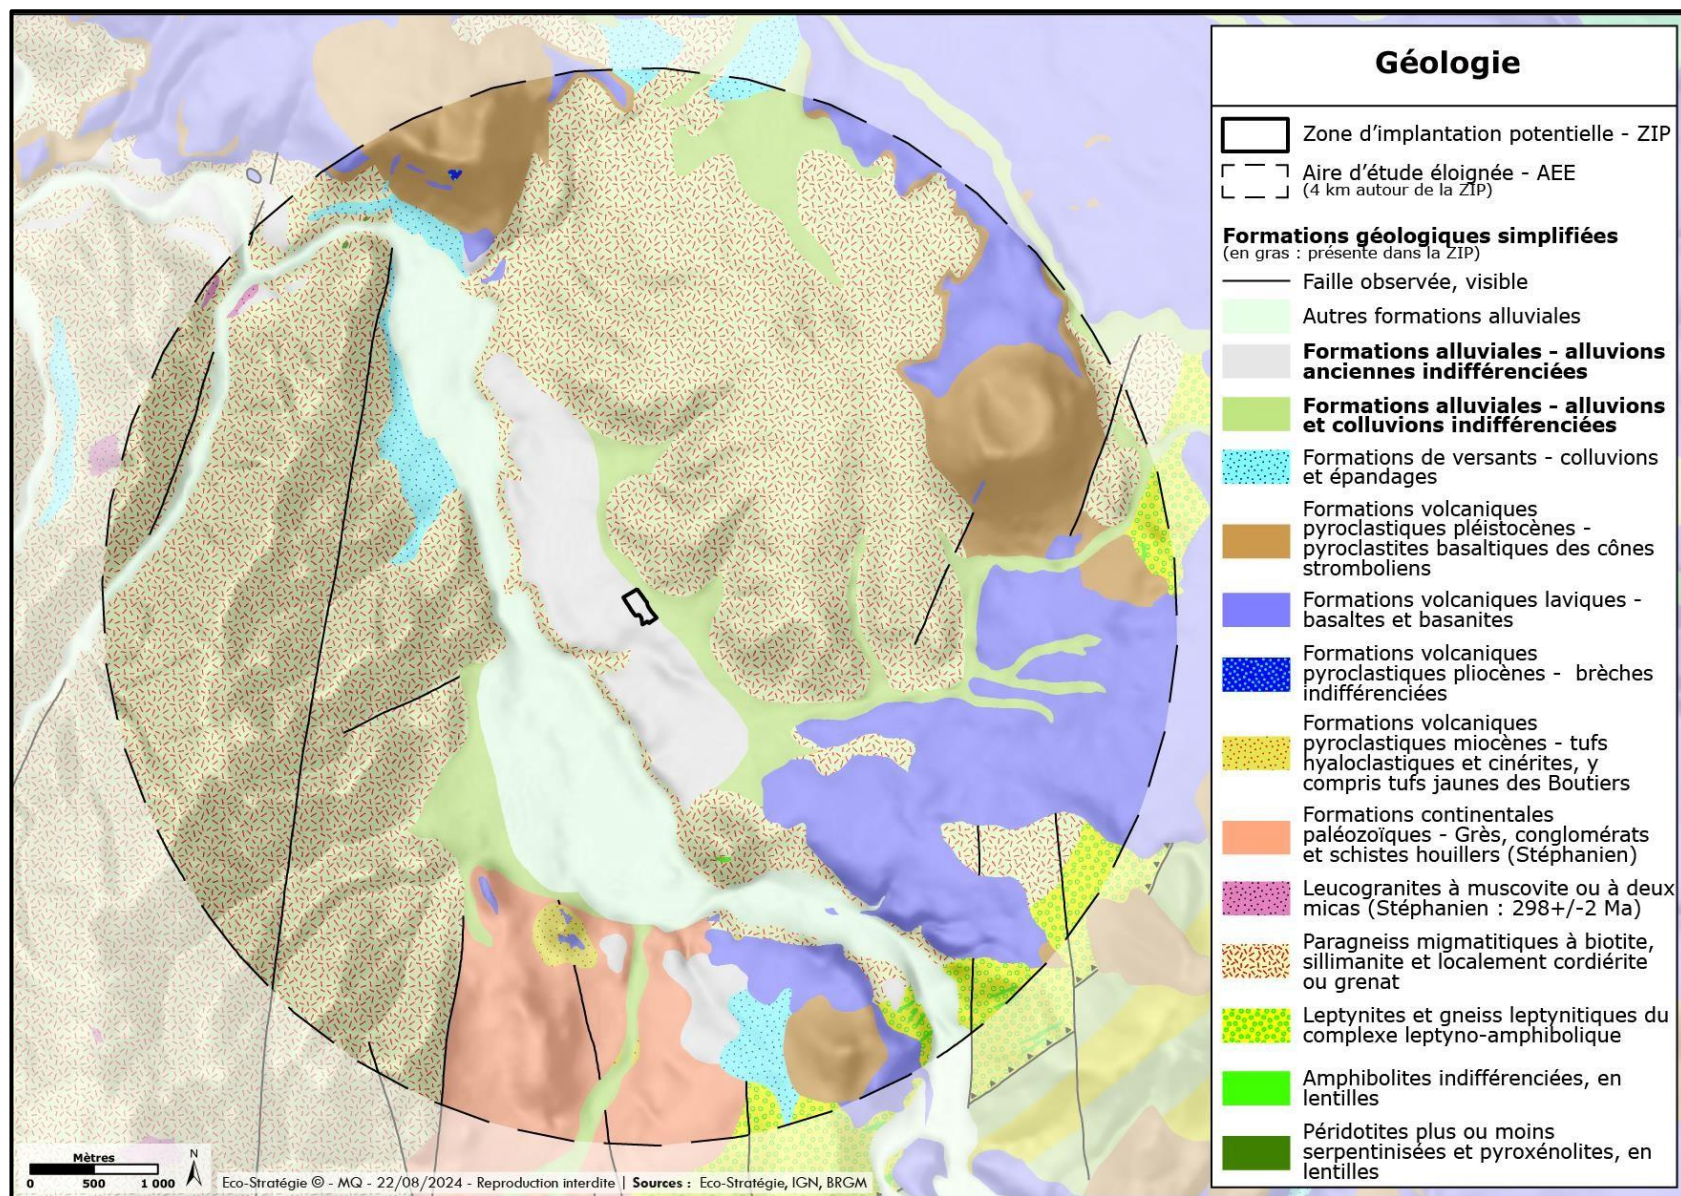 Géologie
Zone d'implantation potentielle - ZIP
Aire d'étude éloignée - AEE
(4 km autour de la ZIP)
Formations géologiques simplifiées
(en gras : présente dans la ZIP)
Faille observée, visible
Autres formations alluviales
Formations alluviales - alluvions
anciennes indifférenciées
Formations alluviales - alluvions
et colluvions indifférenciées
Formations de versants - colluvions
et épandages
Formations volcaniques
pyroclastiques pléistocènes -
pyroclastites basaltiques des cônes
stromboliens
Formations volcaniques laviques -
basaltes et basanites
Formations volcaniques
pyroclastiques pliocènes - brèches
indifférenciées
Formations volcaniques
pyroclastiques miocènes - tufs
hyaloclastiques et cinérites, y
compris tufs jaunes des Boutiers
Formations continentales
paléozoïques - Grès, conglomérats
et schistes houillers (Stéphanien)
Leucogranites à muscovite ou à deux
micas (Stéphanien : 298+/-2 Ma)
Paragneiss migmatitiques à biotite,
sillimanite et localement cordiérite
ou grenat
Leptynites et gneiss leptynitiques du
complexe leptyno-amphibolique
Amphibolites indifférenciées, en
lentilles
Péridotites plus ou moins
serpentinisées et pyroxénolites, en
lentilles
Mètres
0 500 1 000
N
Eco-Stratégie © - MQ - 22/08/2024 - Reproduction interdite | Sources : Eco-Stratégie, IGN, BRGM